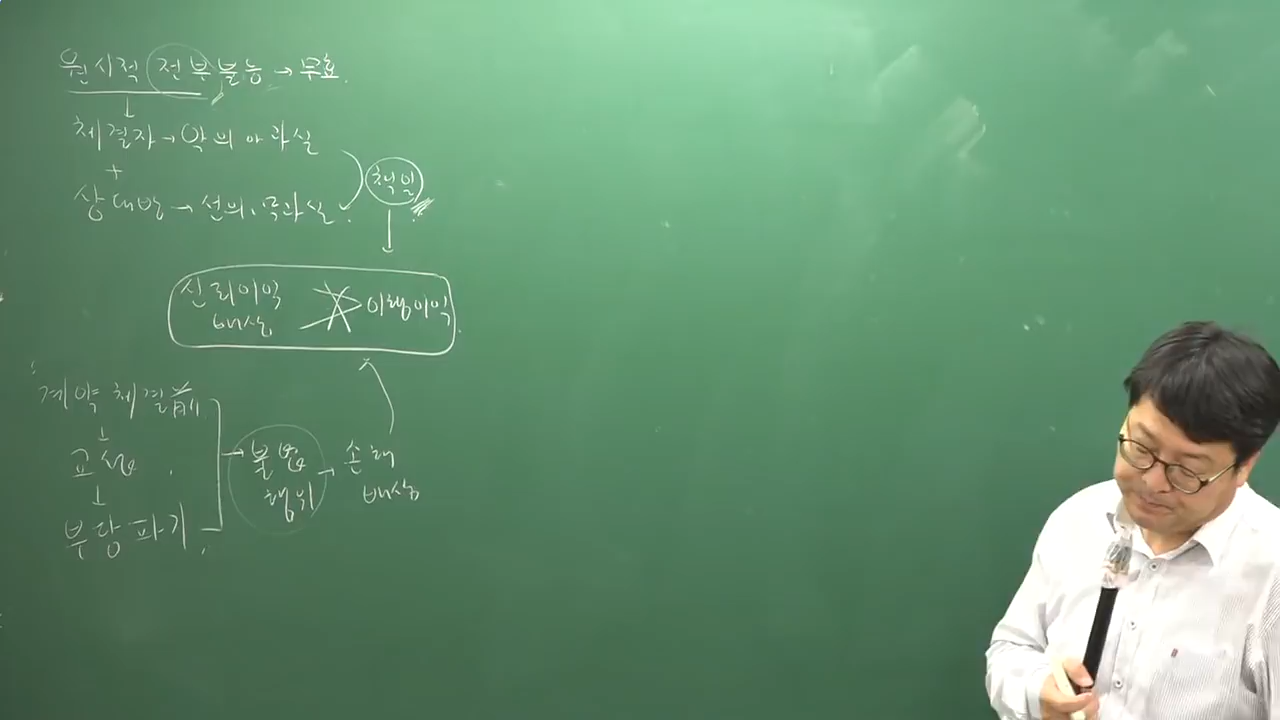 원시적 전부불능 → 무효.
↓
체결자 → 악의 or 과실
+
상대방 → 선의, 무과실.
책임
↓
신뢰이익
배상
이행이익
계약 체결 前
↓
교섭
↓
부당파기
→ 불법
행위
→ 손해
배상